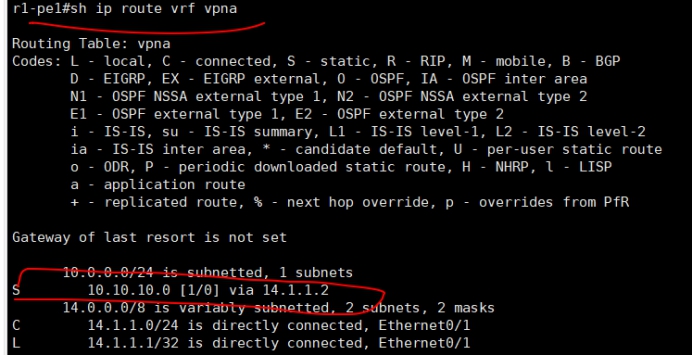 r1-pe1#sh ip route vrf vpna
Routing Table: vpna
Codes: L - local, C - connected, S - static, R - RIP, M - mobile, B - BGP
D - EIGRP, EX - EIGRP external, O - OSPF, IA - OSPF inter area
N1 - OSPF NSSA external type 1, N2 - OSPF NSSA external type 2
E1 - OSPF external type 1, E2 - OSPF external type 2
i - IS-IS, su - IS-IS summary, L1 - IS-IS level-1, L2 - IS-IS level-2
ia - IS-IS inter area, * - candidate default, U - per-user static route
o - ODR, P - periodic downloaded static route, H - NHRP, l - LISP
a - application route
+ - replicated route, % - next hop override, p - overrides from PfR
Gateway of last resort is not set
10.0.0.0/24 is subnetted, 1 subnets
S 10.10.10.0 [1/0] via 14.1.1.2
14.0.0.0/8 is variably subnetted, 2 subnets, 2 masks
C 14.1.1.0/24 is directly connected, Ethernet0/1
L 14.1.1.1/32 is directly connected, Ethernet0/1